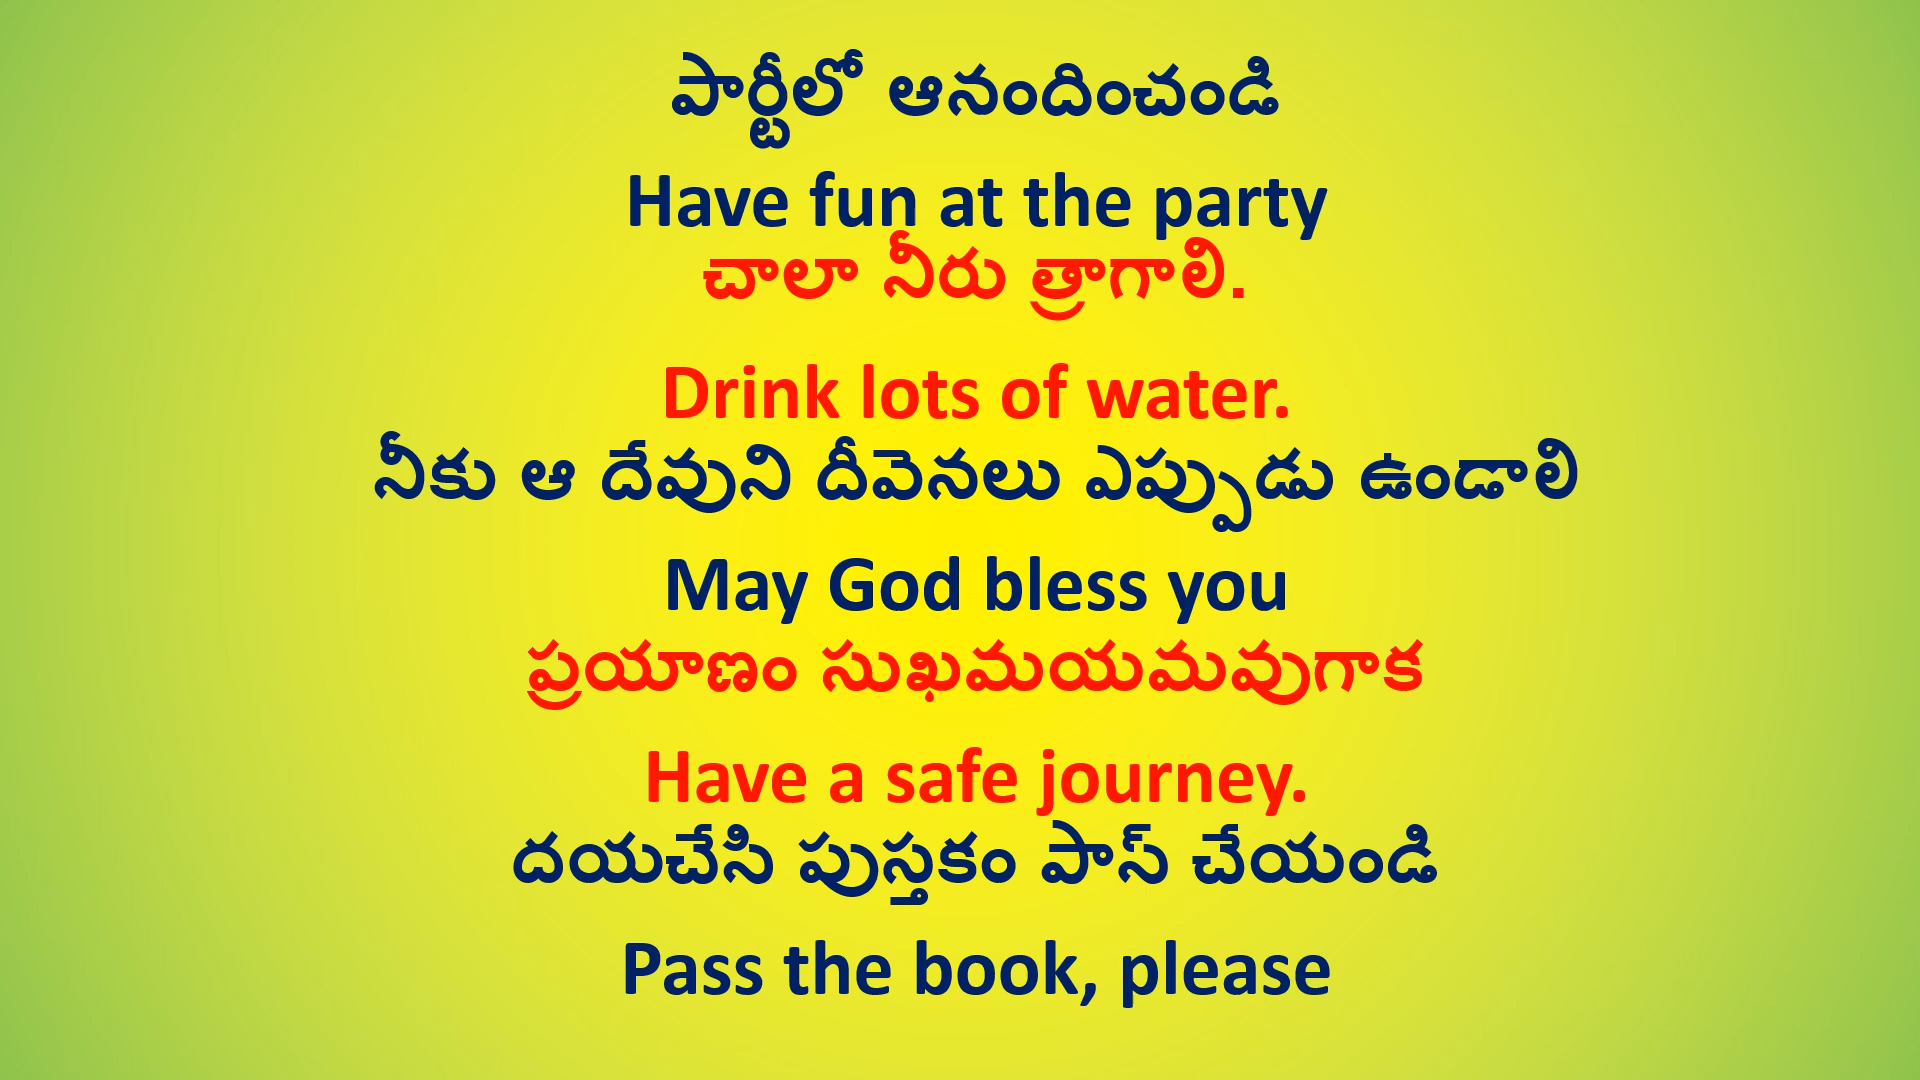 పార్టీలో ఆనందించండి
Have fun at the party
చాలా నీరు త్రాగాలి.
Drink lots of water.
నీకు ఆ దేవుని దీవెనలు ఎప్పుడు ఉండాలి
May God bless you
ప్రయాణం సుఖమయమవుగాక
Have a safe journey.
దయచేసి పుస్తకం పాస్ చేయండి
Pass the book, please